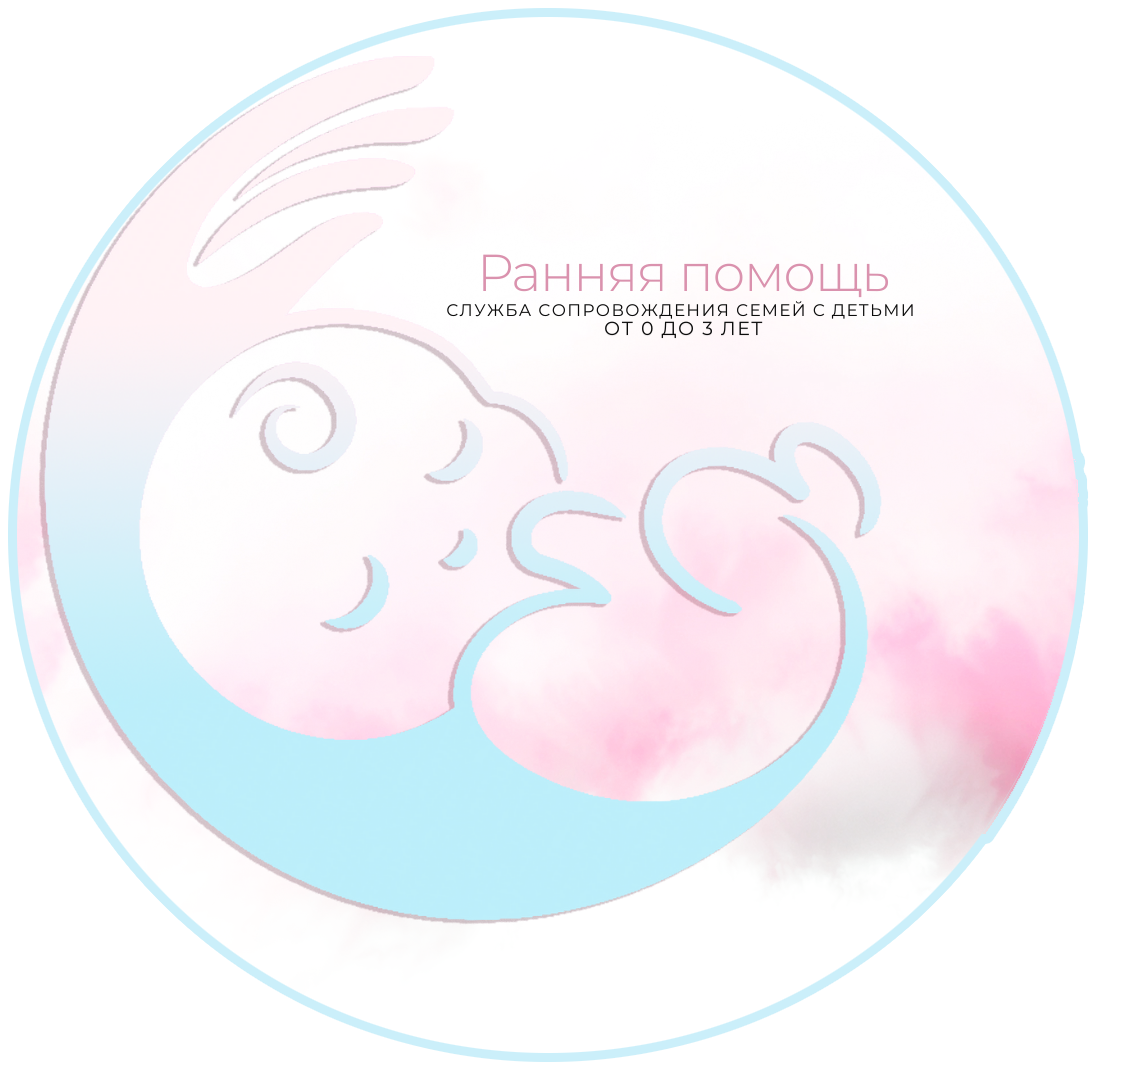 Ранняя помощь
СЛУЖБА СОПРОВОЖДЕНИЯ СЕМЕЙ С ДЕТЬМИ
ОТ 0 ДО 3 ЛЕТ